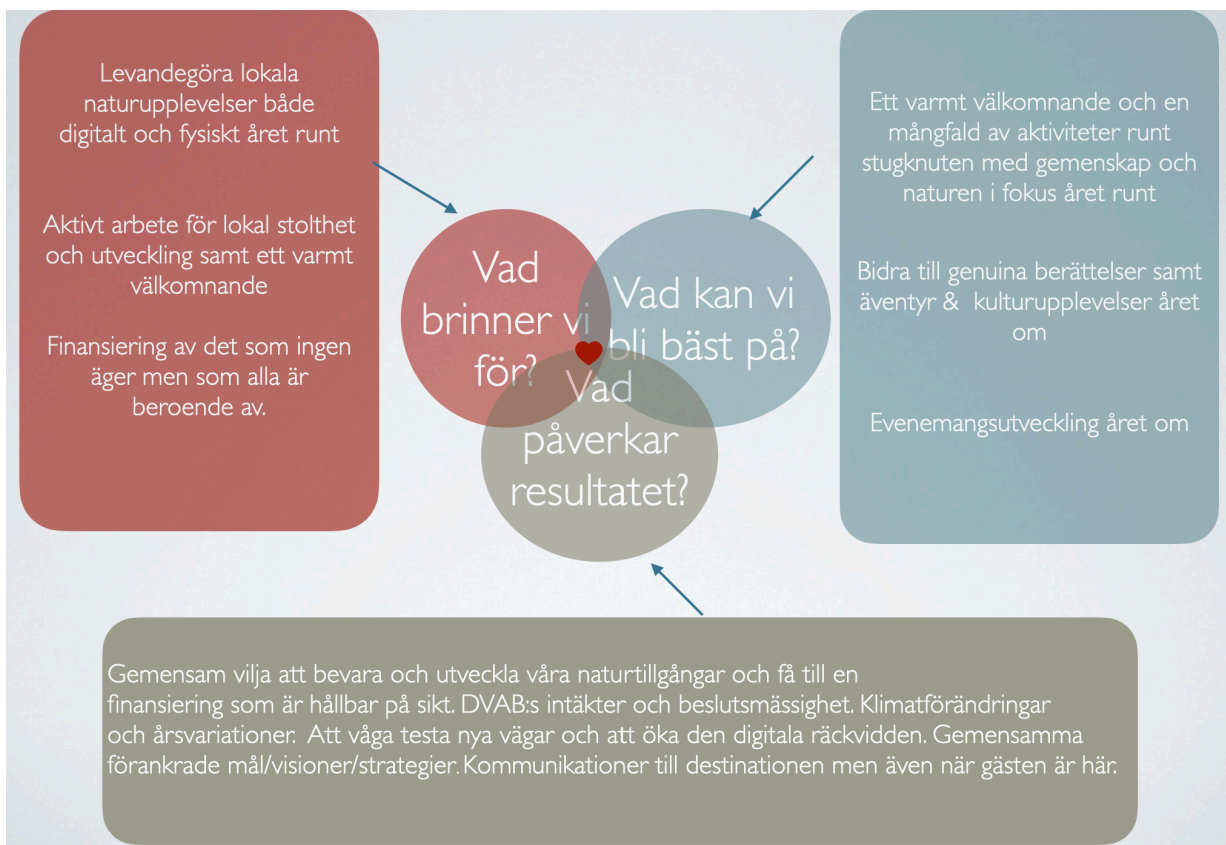 Levandegöra lokala
naturupplevelser både
digitalt och fysiskt året runt
Aktivt arbete för lokal stolthet
och utveckling samt ett varmt
välkomnande
Finansiering av det som ingen
äger men som alla är
beroende av.
Vad
brinner vi
för?
Vad kan vi
bli bäst på?
Vad
påverkar
resultatet?
Ett varmt välkomnande och en
mångfald av aktiviteter runt
stugknuten med gemenskap och
naturen i fokus året runt
Bidra till genuina berättelser samt
äventyr & kulturupplevelser året
om
Evenemangsutveckling året om
Gemensam vilja att bevara och utveckla våra naturtillgångar och få till en
finansiering som är hållbar på sikt. DVAB:s intäkter och beslutsmässighet. Klimatförändringar
och årsvariationer. Att våga testa nya vägar och att öka den digitala räckvidden. Gemensamma
förankrade mål/visioner/strategier. Kommunikationer till destinationen men även när gästen är här.